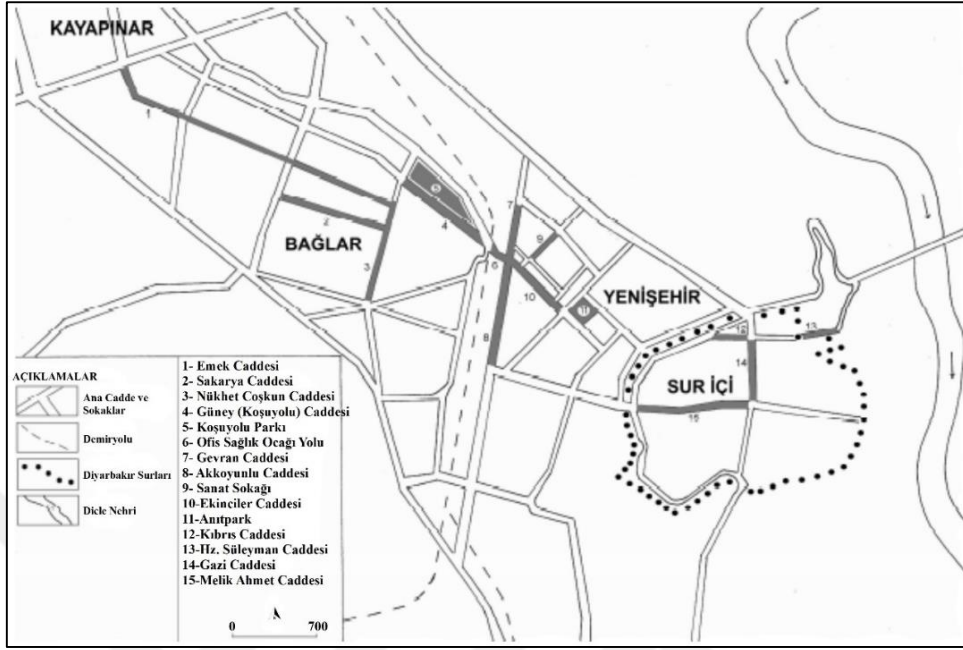 KAYAPINAR
1
2
BAĞLAR
3
5
4
6
7
9
10
11
8
YENİŞEHİR
12
13
14
SUR İÇİ
15
AÇIKLAMALAR
Ana Cadde ve
Sokaklar
Demiryolu
Diyarbakır Surları
Dicle Nehri
1- Emek Caddesi
2- Sakarya Caddesi
3- Nükhet Coşkun Caddesi
4- Güney (Koşuyolu) Caddesi
5- Koşuyolu Parkı
6- Ofis Sağlık Ocağı Yolu
7- Gevran Caddesi
8- Akkoyunlu Caddesi
9- Sanat Sokağı
10-Ekinciler Caddesi
11-Anıtpark
12-Kıbrıs Caddesi
13-Hz. Süleyman Caddesi
14-Gazi Caddesi
15-Melik Ahmet Caddesi
0 700